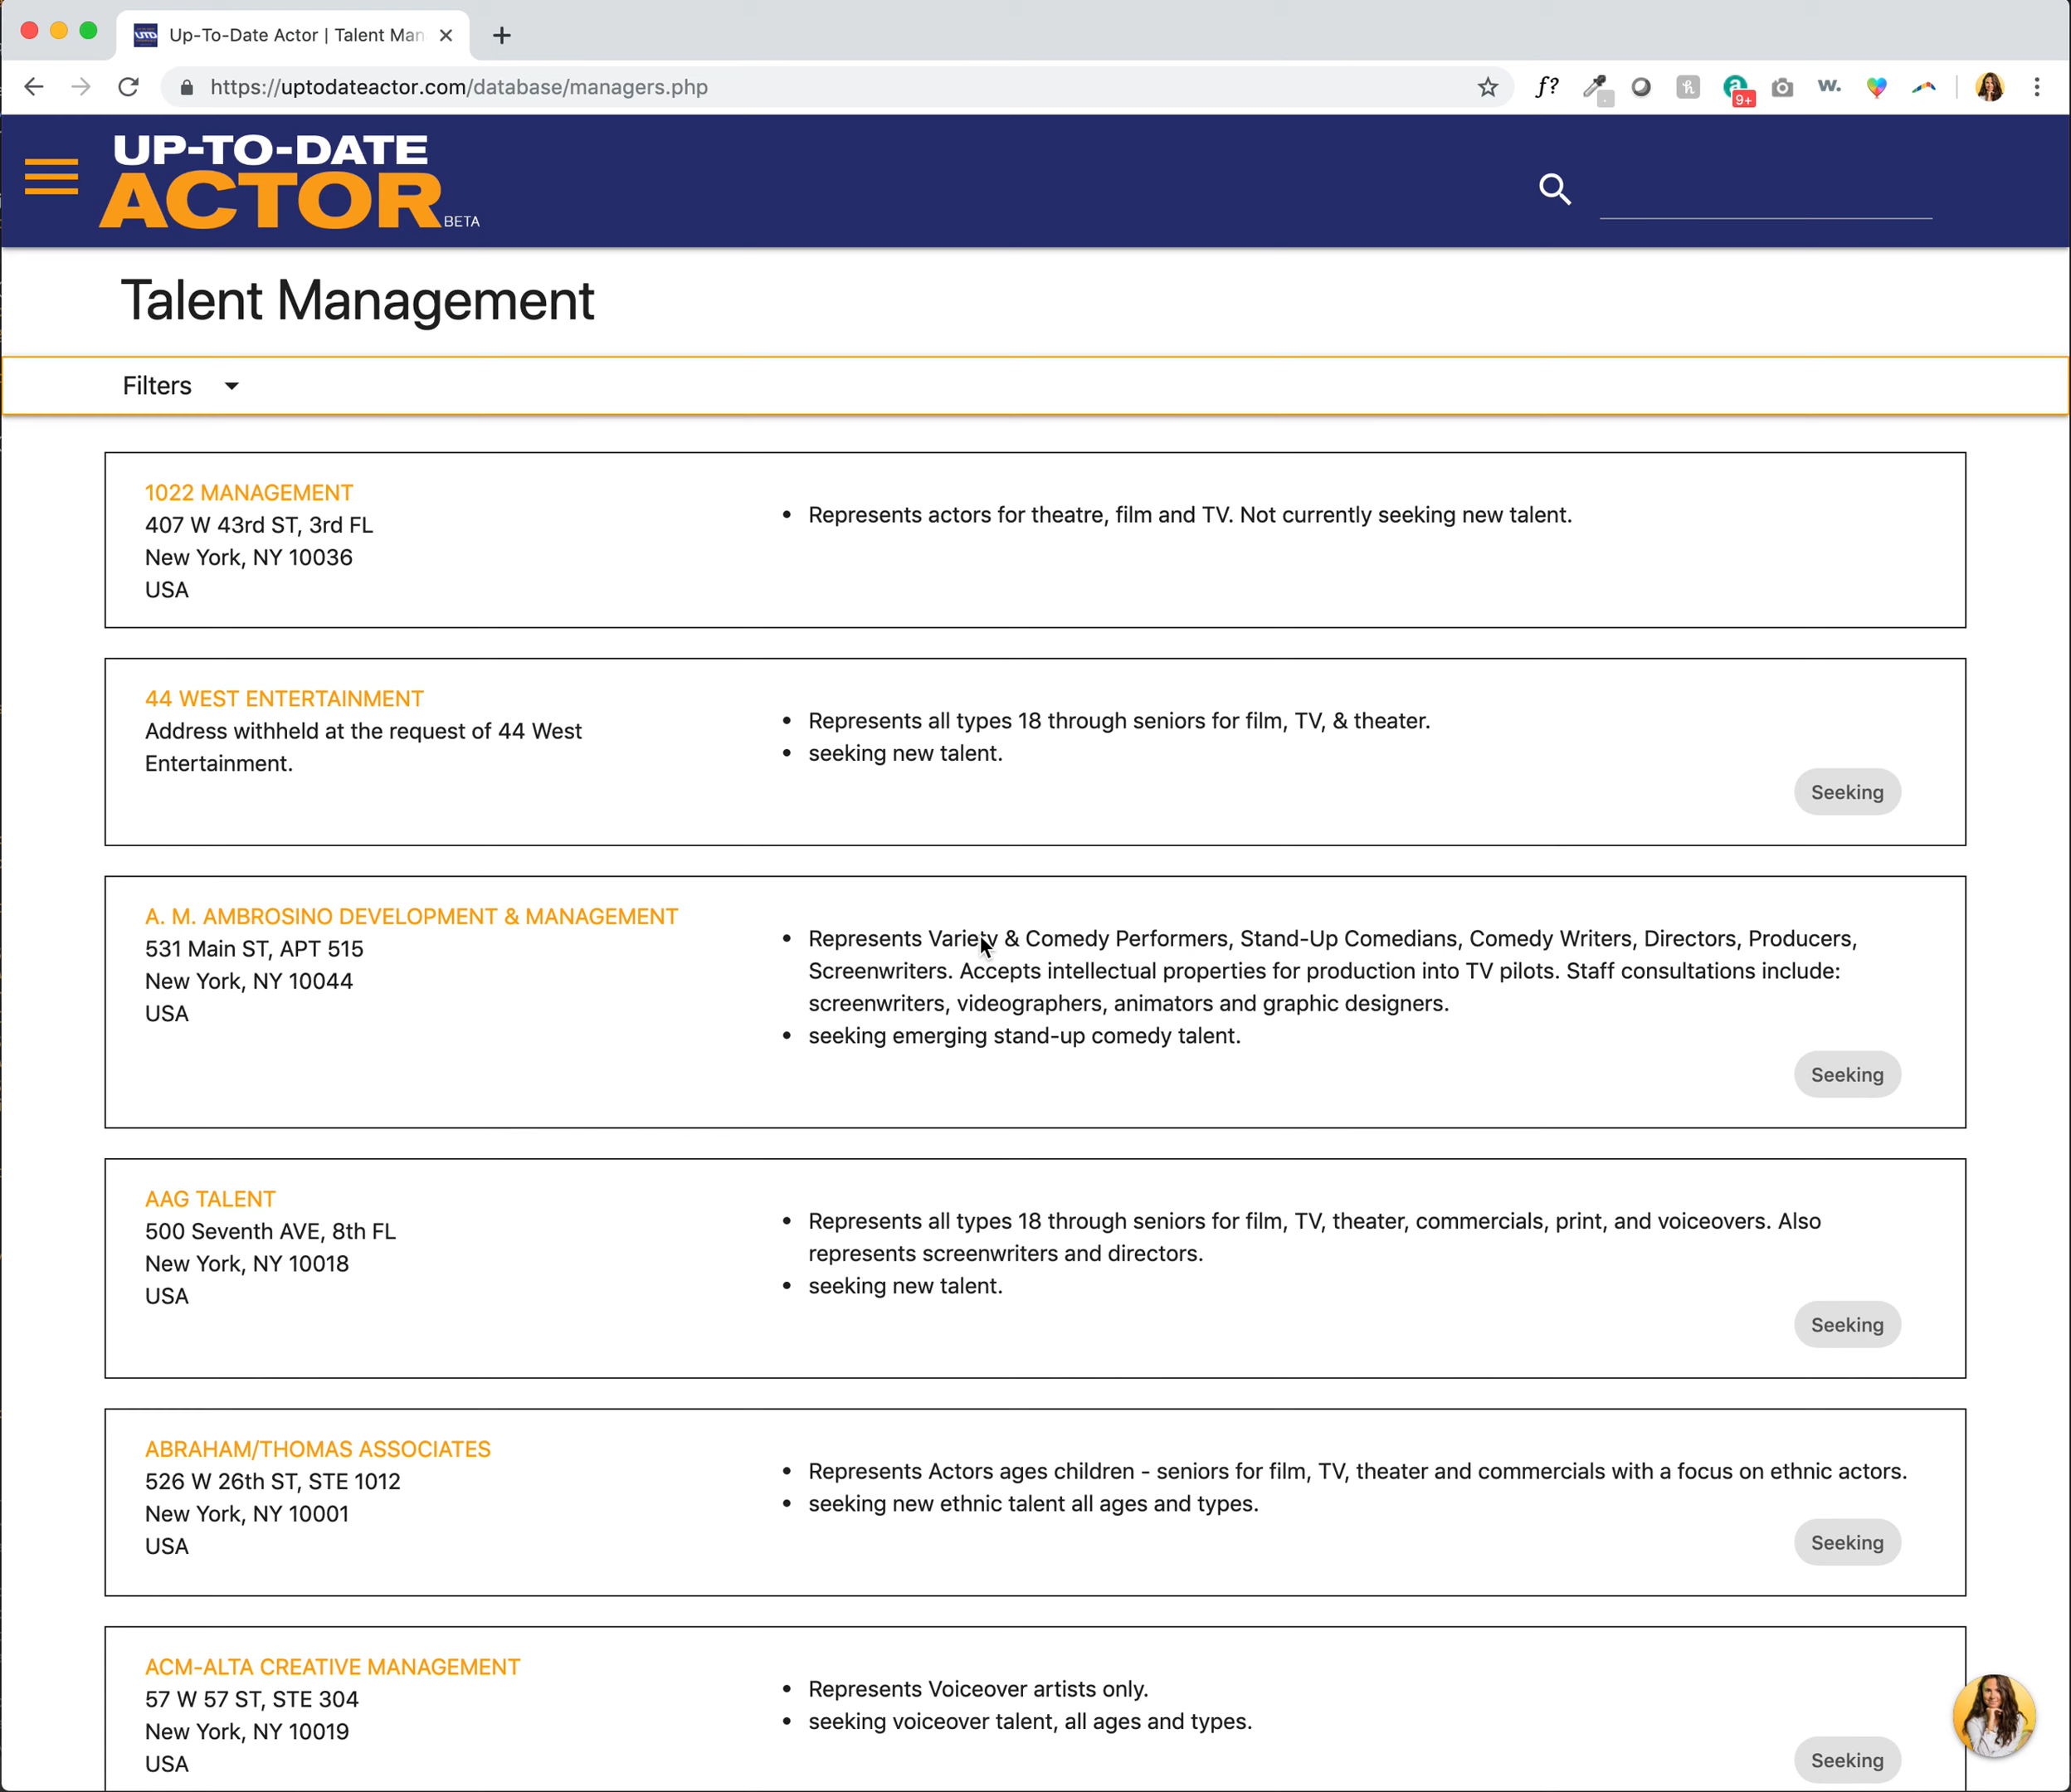 Up-To-Date Actor | Talent Man
https://uptodateactor.com/database/managers.php
f?
9+
W.
UP-TO-DATE
ACTOR BETA
Talent Management
Filters
1022 MANAGEMENT
407 W 43rd ST, 3rd FL
New York, NY 10036
USA
• Represents actors for theatre, film and TV. Not currently seeking new talent.
44 WEST ENTERTAINMENT
Address withheld at the request of 44 West
Entertainment.
• Represents all types 18 through seniors for film, TV, & theater.
• seeking new talent.
Seeking
A. M. AMBROSINO DEVELOPMENT & MANAGEMENT
531 Main ST, APT 515
New York, NY 10044
USA
• Represents Variety & Comedy Performers, Stand-Up Comedians, Comedy Writers, Directors, Producers,
Screenwriters. Accepts intellectual properties for production into TV pilots. Staff consultations include:
screenwriters, videographers, animators and graphic designers.
• seeking emerging stand-up comedy talent.
Seeking
AAG TALENT
500 Seventh AVE, 8th FL
New York, NY 10018
USA
• Represents all types 18 through seniors for film, TV, theater, commercials, print, and voiceovers. Also
represents screenwriters and directors.
• seeking new talent.
Seeking
ABRAHAM/THOMAS ASSOCIATES
526 W 26th ST, STE 1012
New York, NY 10001
USA
• Represents Actors ages children - seniors for film, TV, theater and commercials with a focus on ethnic actors.
• seeking new ethnic talent all ages and types.
Seeking
ACM-ALTA CREATIVE MANAGEMENT
57 W 57 ST, STE 304
New York, NY 10019
USA
• Represents Voiceover artists only.
• seeking voiceover talent, all ages and types.
Seeking